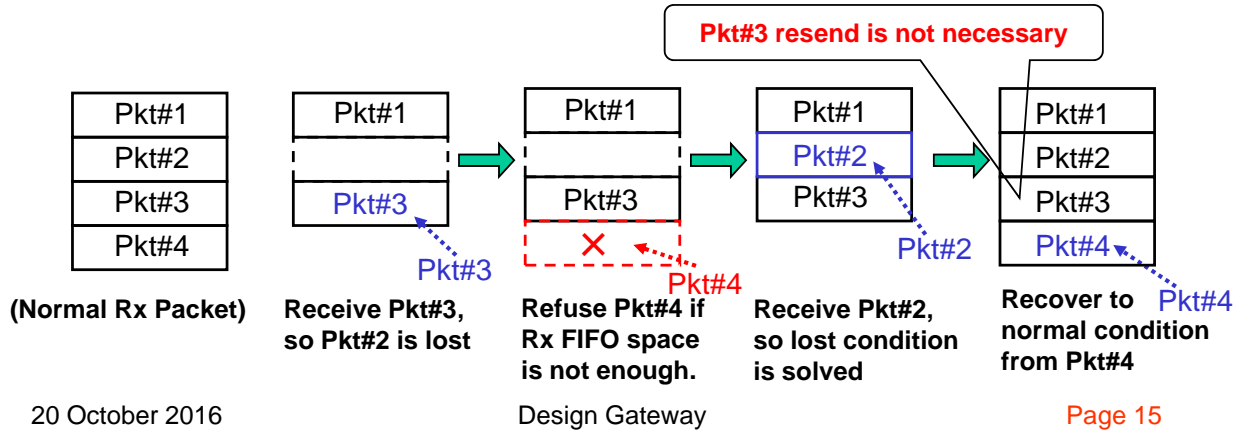 Pkt#3 resend is not necessary
Pkt#1
Pkt#2
Pkt#3
Pkt#4
(Normal Rx Packet)
Pkt#1
Pkt#3
Pkt#3
Receive Pkt#3,
so Pkt#2 is lost
Pkt#1
Pkt#3
Pkt#4
Refuse Pkt#4 if
Rx FIFO space
is not enough.
Pkt#1
Pkt#2
Pkt#3
Pkt#2
Receive Pkt#2,
so lost condition
is solved
Pkt#1
Pkt#2
Pkt#3
Pkt#4
Pkt#4
Recover to
normal condition
from Pkt#4
20 October 2016
Design Gateway
Page 15